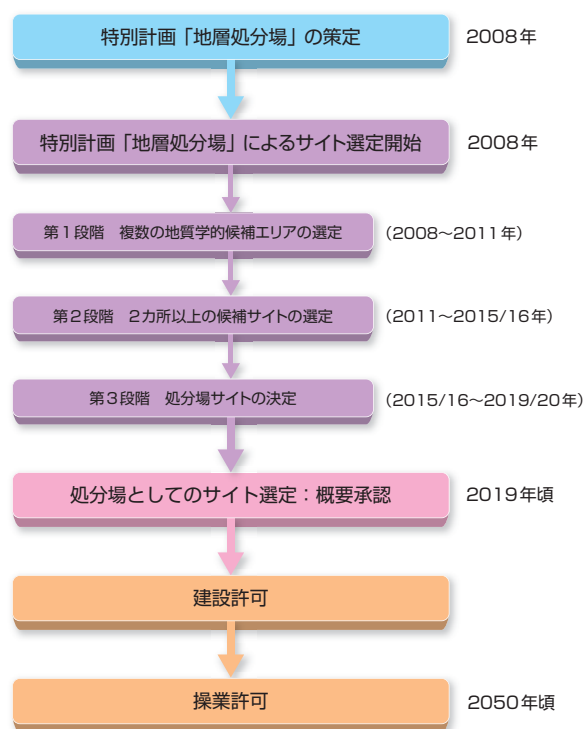 特別計画「地層処分場」の策定 2008年
特別計画「地層処分場」によるサイト選定開始 2008年
第1段階 複数の地質学的候補エリアの選定 (2008〜2011年)
第2段階 2カ所以上の候補サイトの選定 (2011〜2015/16年)
第3段階 処分場サイトの決定 (2015/16〜2019/20年)
処分場としてのサイト選定：概要承認 2019年頃
建設許可
操業許可 2050年頃